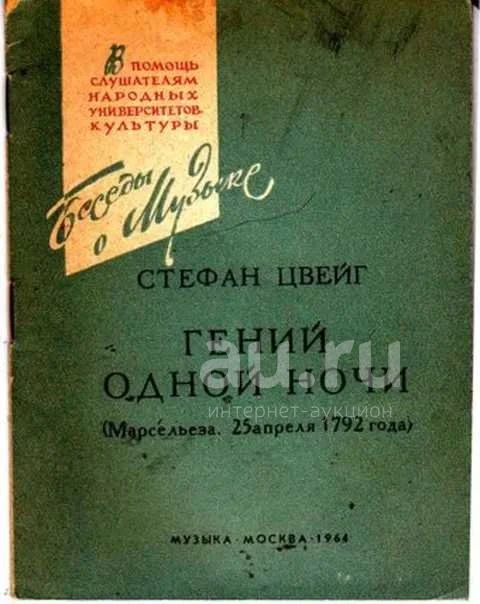 В ПОМОЩЬ
СЛУШАТЕЛЯМ
НАРОДНЫХ
УНИВЕРСИТЕТОВ
КУЛЬТУРЫ
Беседы
о Музыке
СТЕФАН ЦВЕЙГ
ГЕНИЙ
au.ru
ОДНОЙ НОЧИ
интернет-аукцион
(Марсельеза. 25 апреля 1792 года)
МУЗЫКА · МОСКВА · 1964